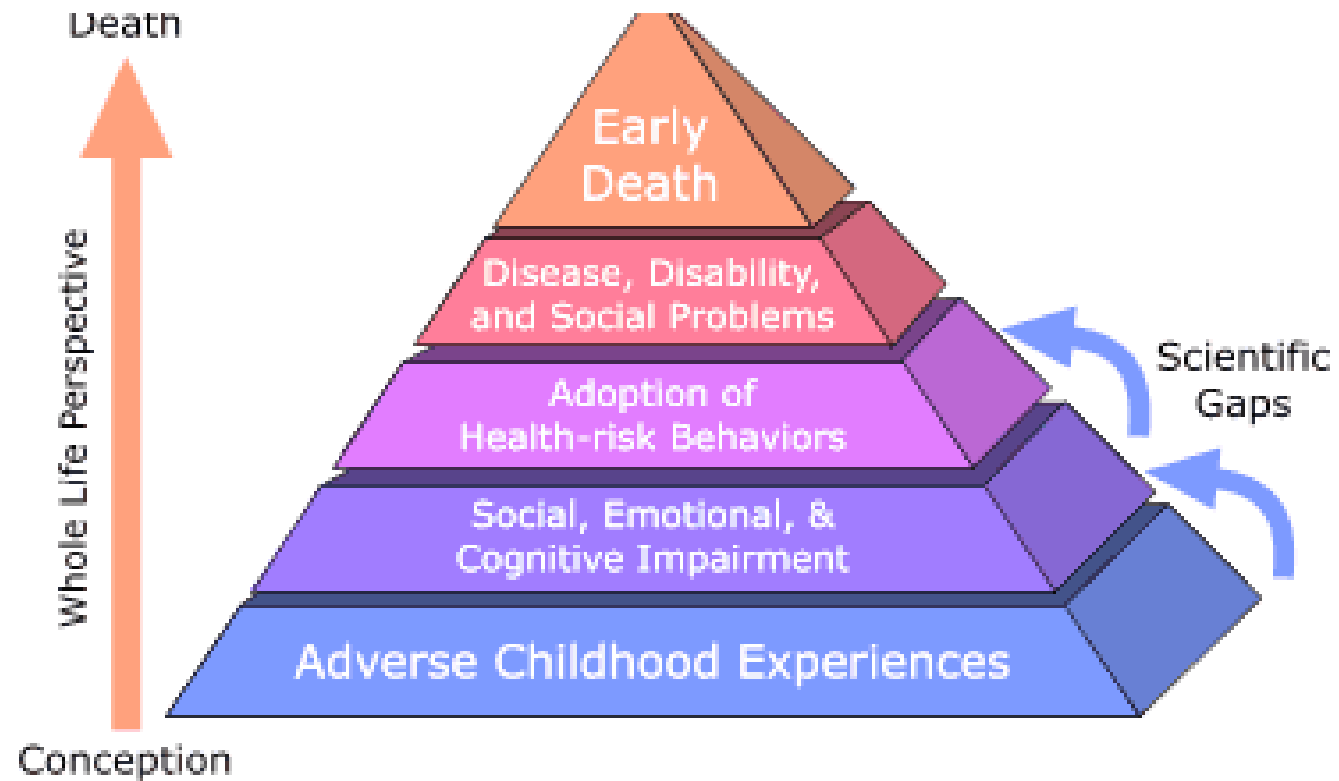 Death
Early
Death
Whole Life Perspective
Disease, Disability,
and Social Problems
Scientific
Gaps
Adoption of
Health-risk Behaviors
Social, Emotional, &
Cognitive Impairment
Adverse Childhood Experiences
Conception